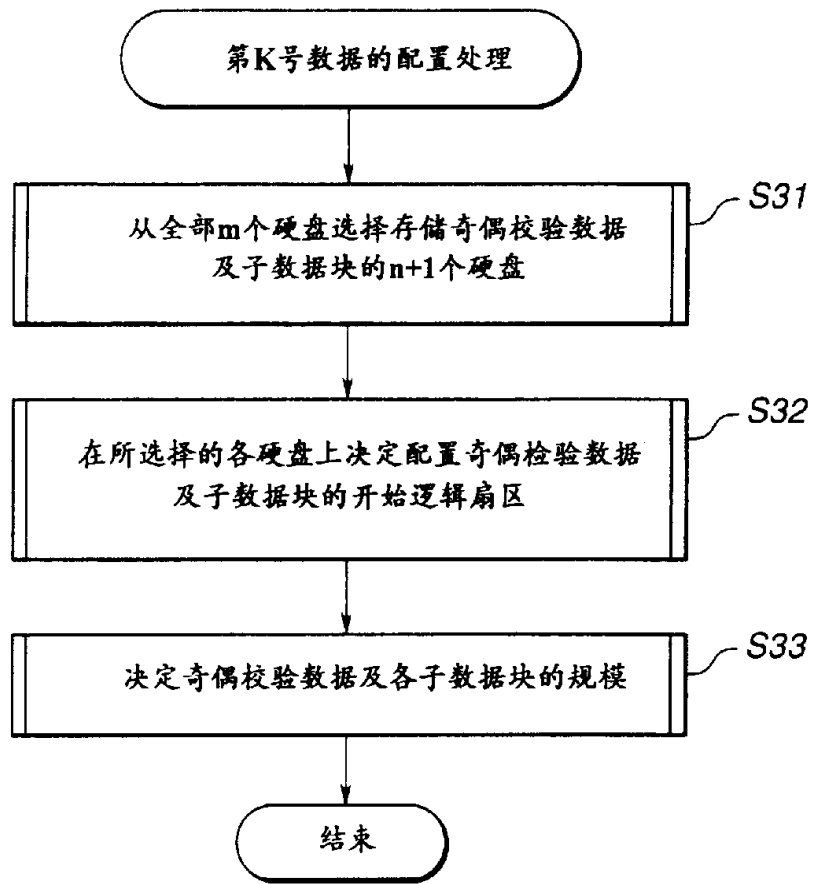 第K号数据的配置处理
S31
从全部m个硬盘选择存储奇偶校验数据
及子数据块的n+1个硬盘
S32
在所选择的各硬盘上决定配置奇偶检验数据
及子数据块的开始逻辑扇区
S33
决定奇偶校验数据及各子数据块的规模
结束